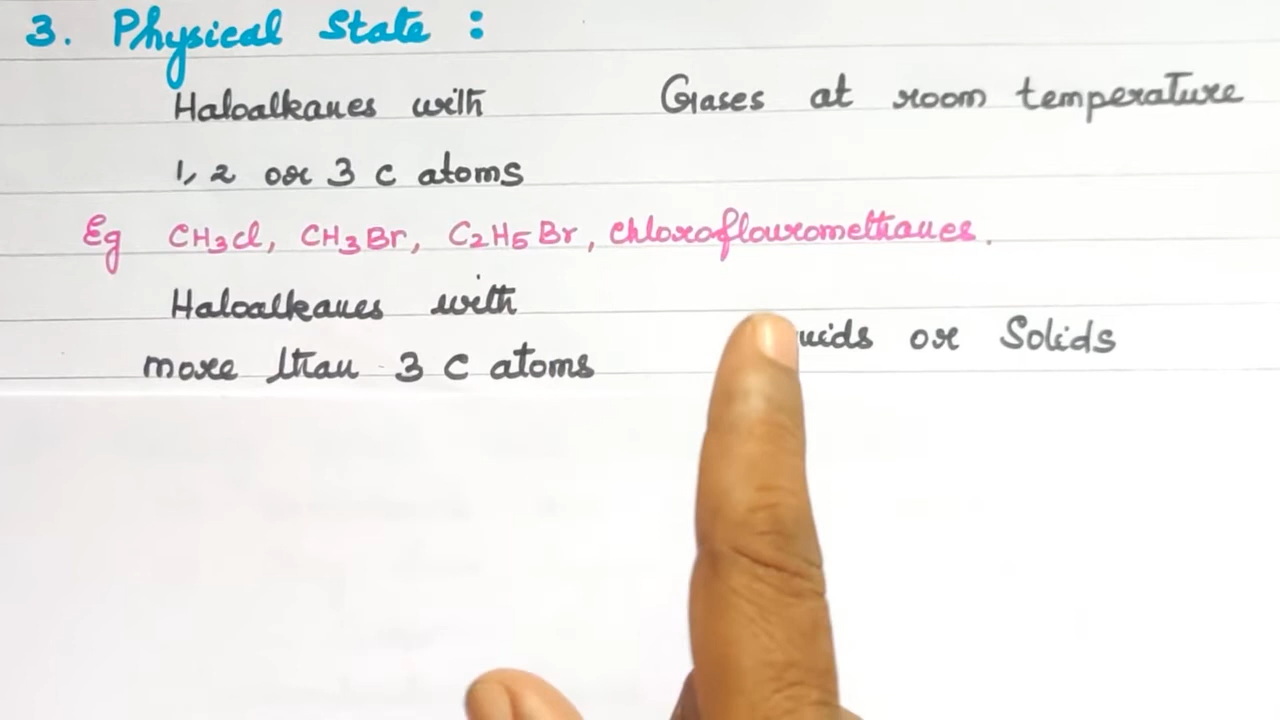 3. Physical State :
Haloalkanes with Gases at room temperature
1, 2 or 3 C atoms
Eg CH3Cl, CH3Br, C2H5Br, chloroflouromethanes.
Haloalkanes with
or Solids
more than 3 C atoms